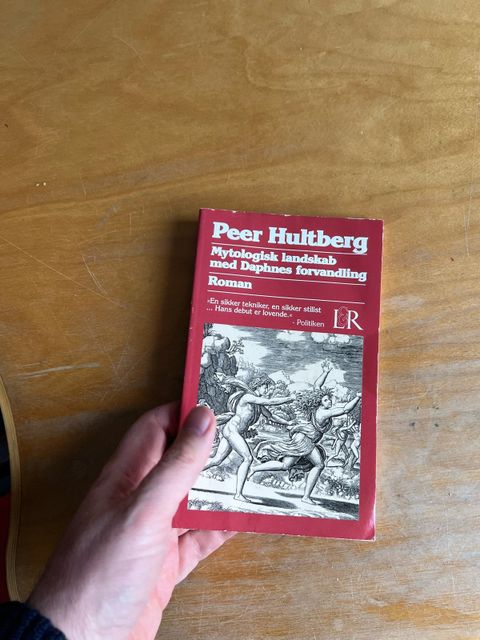 Peer Hultberg
Mytologisk landskab
med Daphnes forvandling
Roman
»En sikker tekniker, en sikker stilist
... Hans debut er lovende.«
- Politiken
L&R